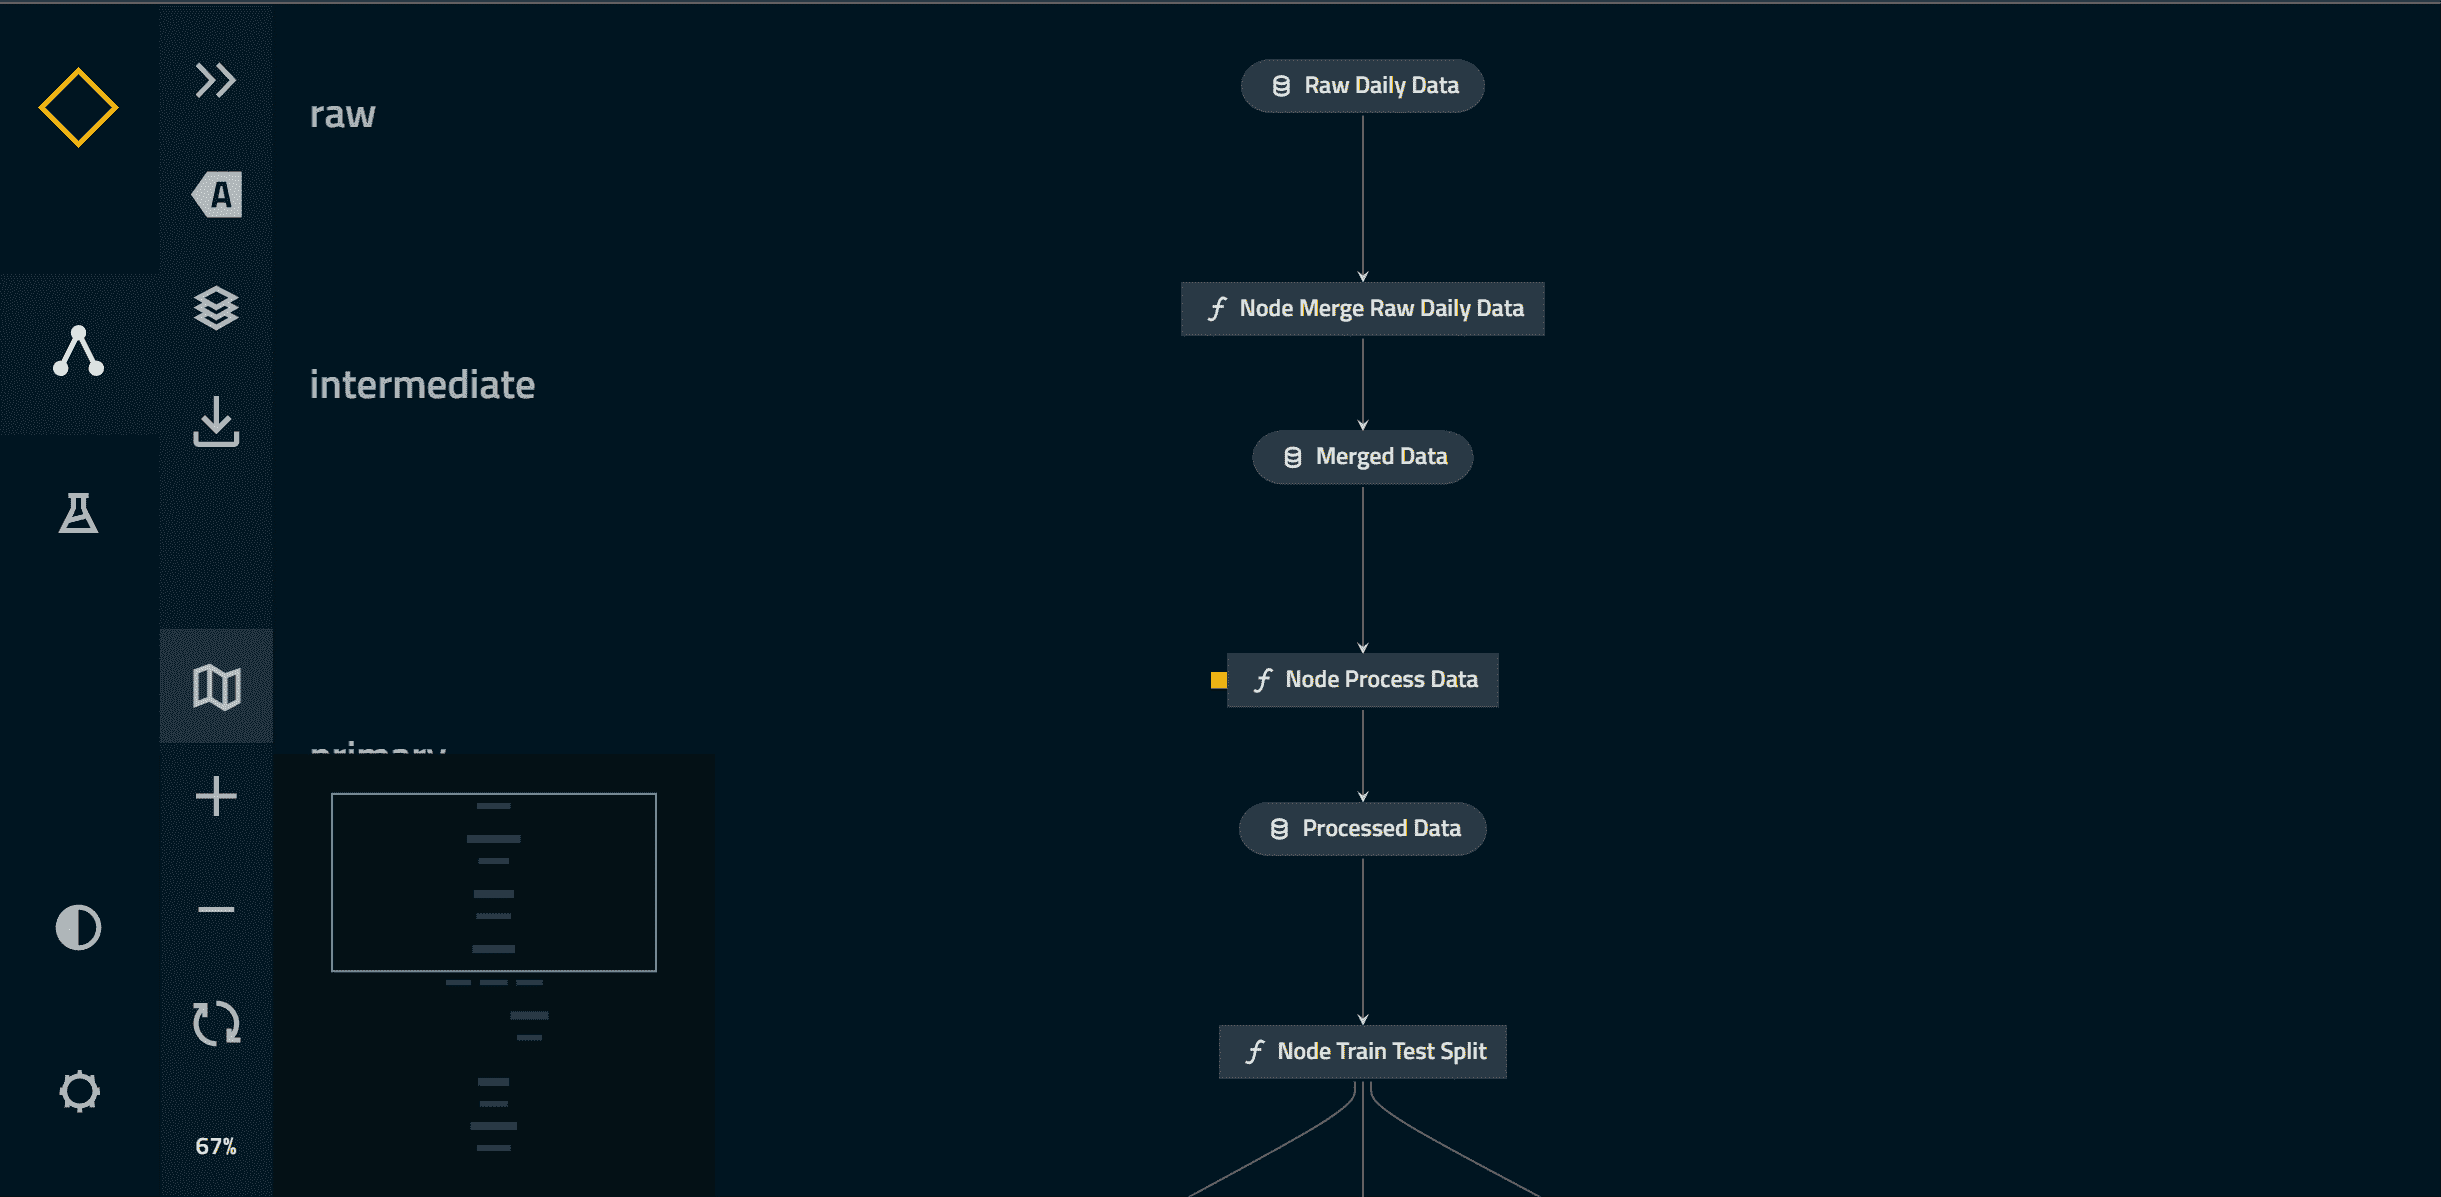 Raw Daily Data
raw
A
Node Merge Raw Daily Data
intermediate
Merged Data
Node Process Data
primary
Processed Data
Node Train Test Split
67%